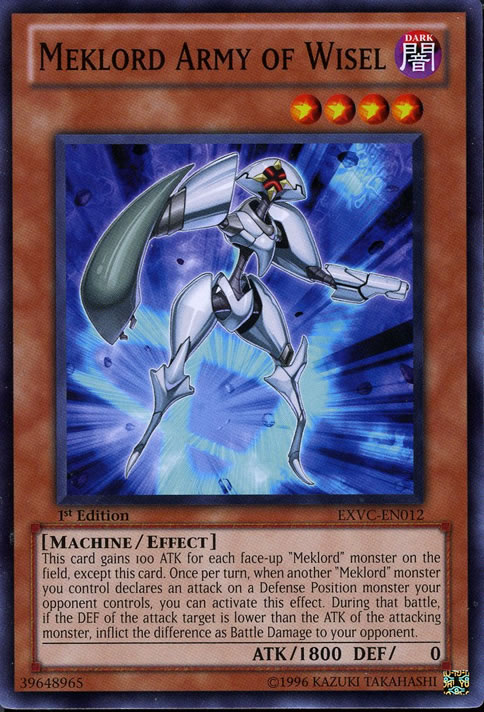 MEKLORD ARMY OF WISEL
DARK
闇
1st Edition
EXVC-EN012
[MACHINE / EFFECT]
This card gains 100 ATK for each face-up "Meklord" monster on the
field, except this card. Once per turn, when another "Meklord" monster
you control declares an attack on a Defense Position monster your
opponent controls, you can activate this effect. During that battle,
if the DEF of the attack target is lower than the ATK of the attacking
monster, inflict the difference as Battle Damage to your opponent.
ATK/1800 DEF/ 0
39648965
©1996 KAZUKI TAKAHASHI